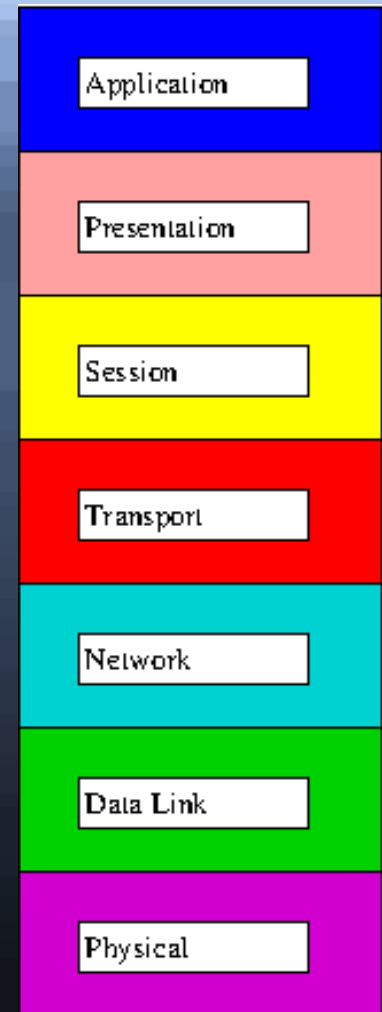 Application
Presentation
Session
Transport
Network
Data Link
Physical